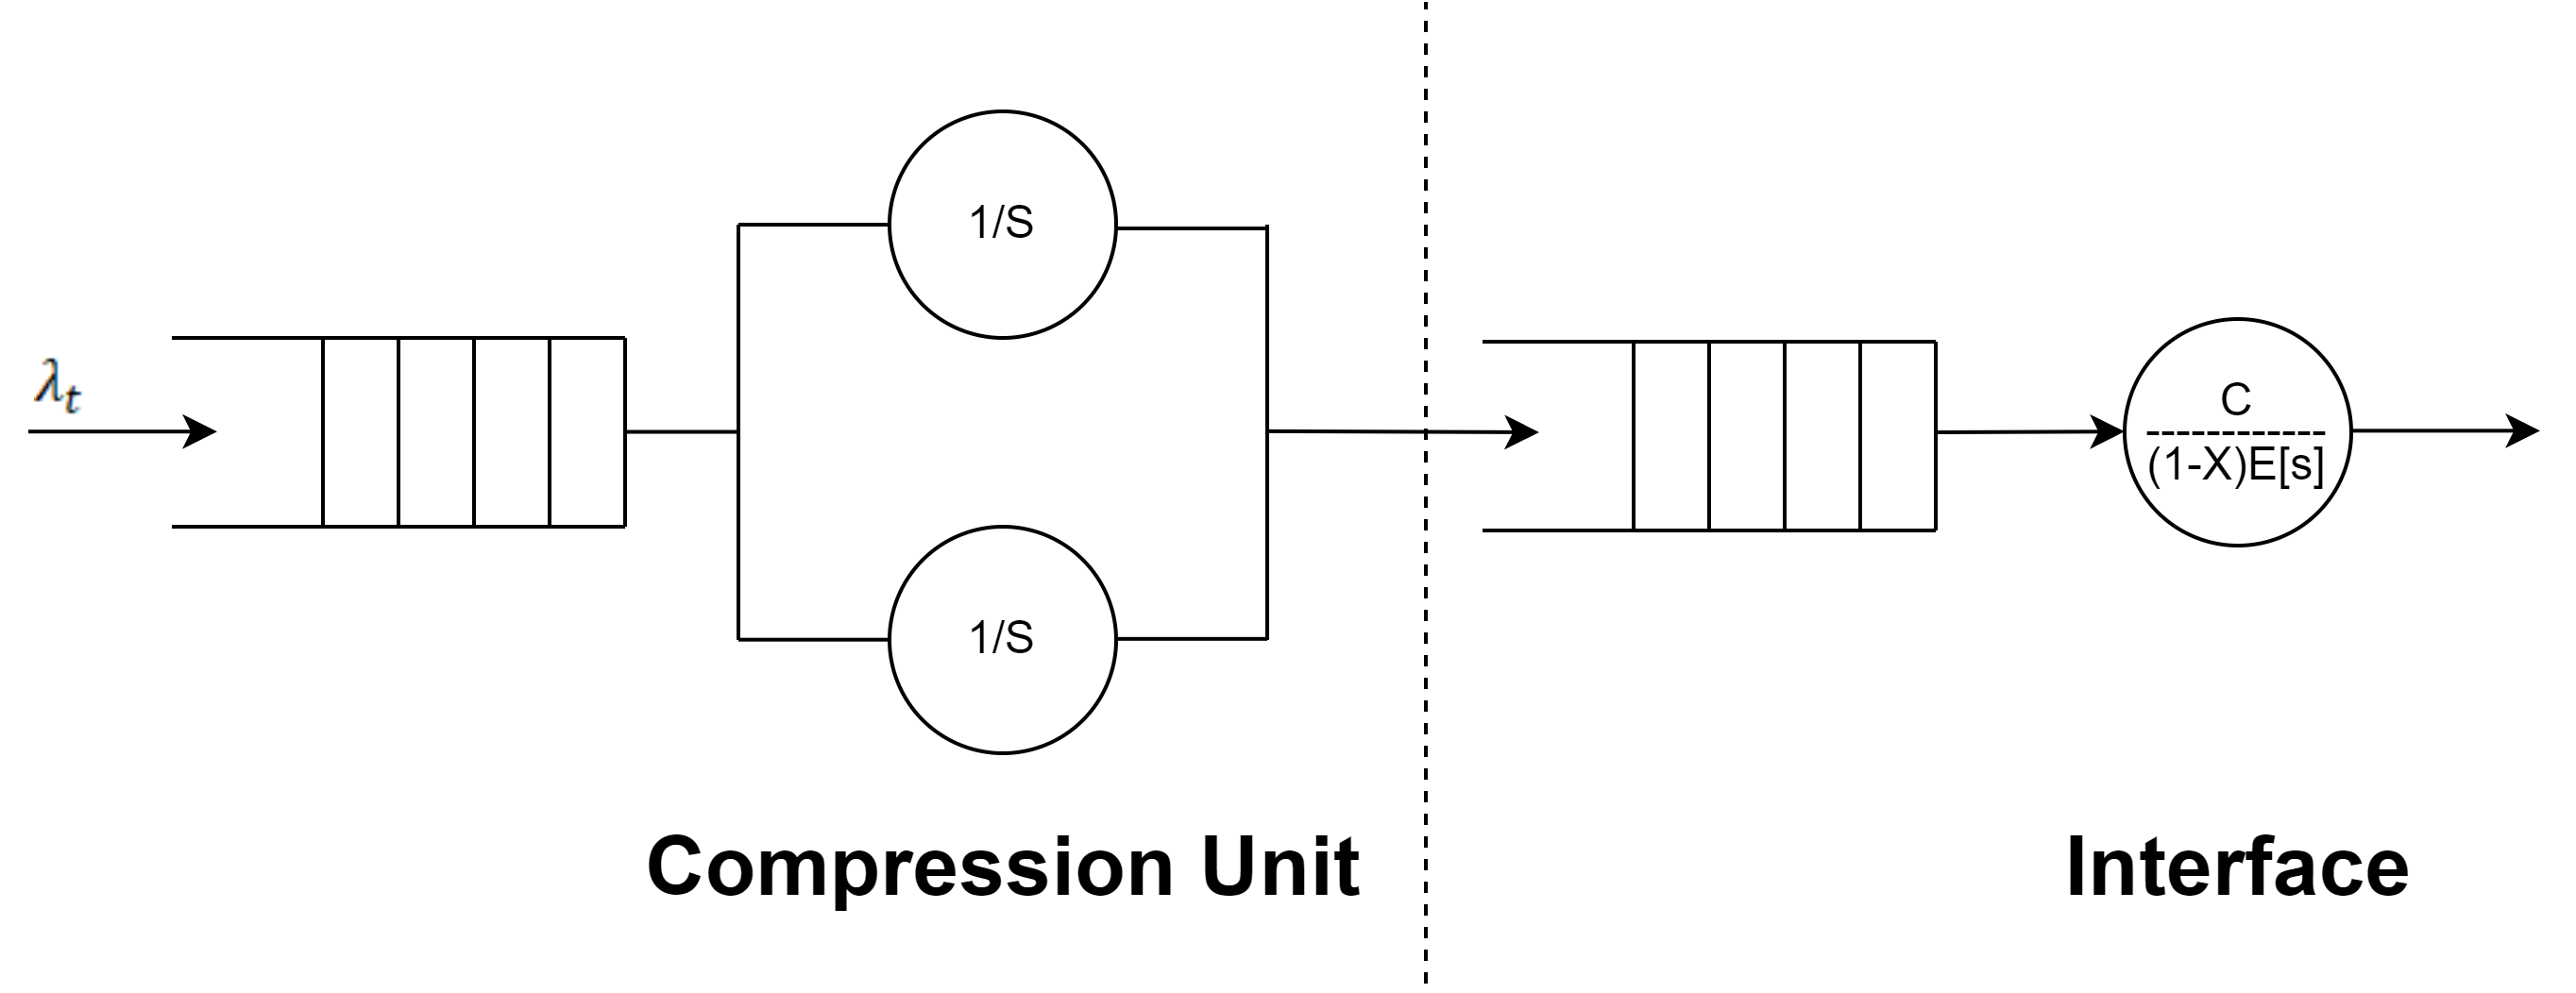 λt
1/S
1/S
C
------------
(1-X)E[s]
Compression Unit
Interface